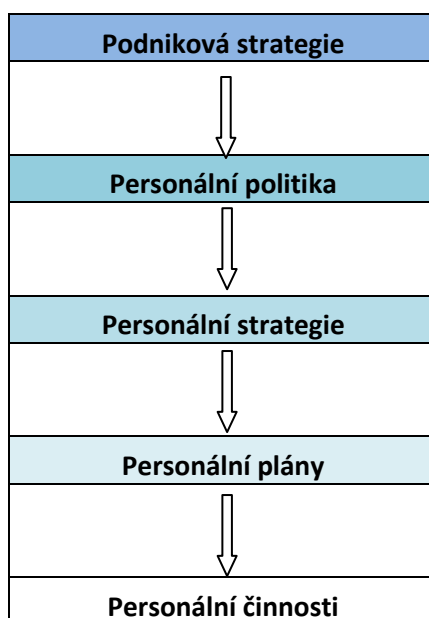 Podniková strategie
Personální politika
Personální strategie
Personální plány
Personální činnosti